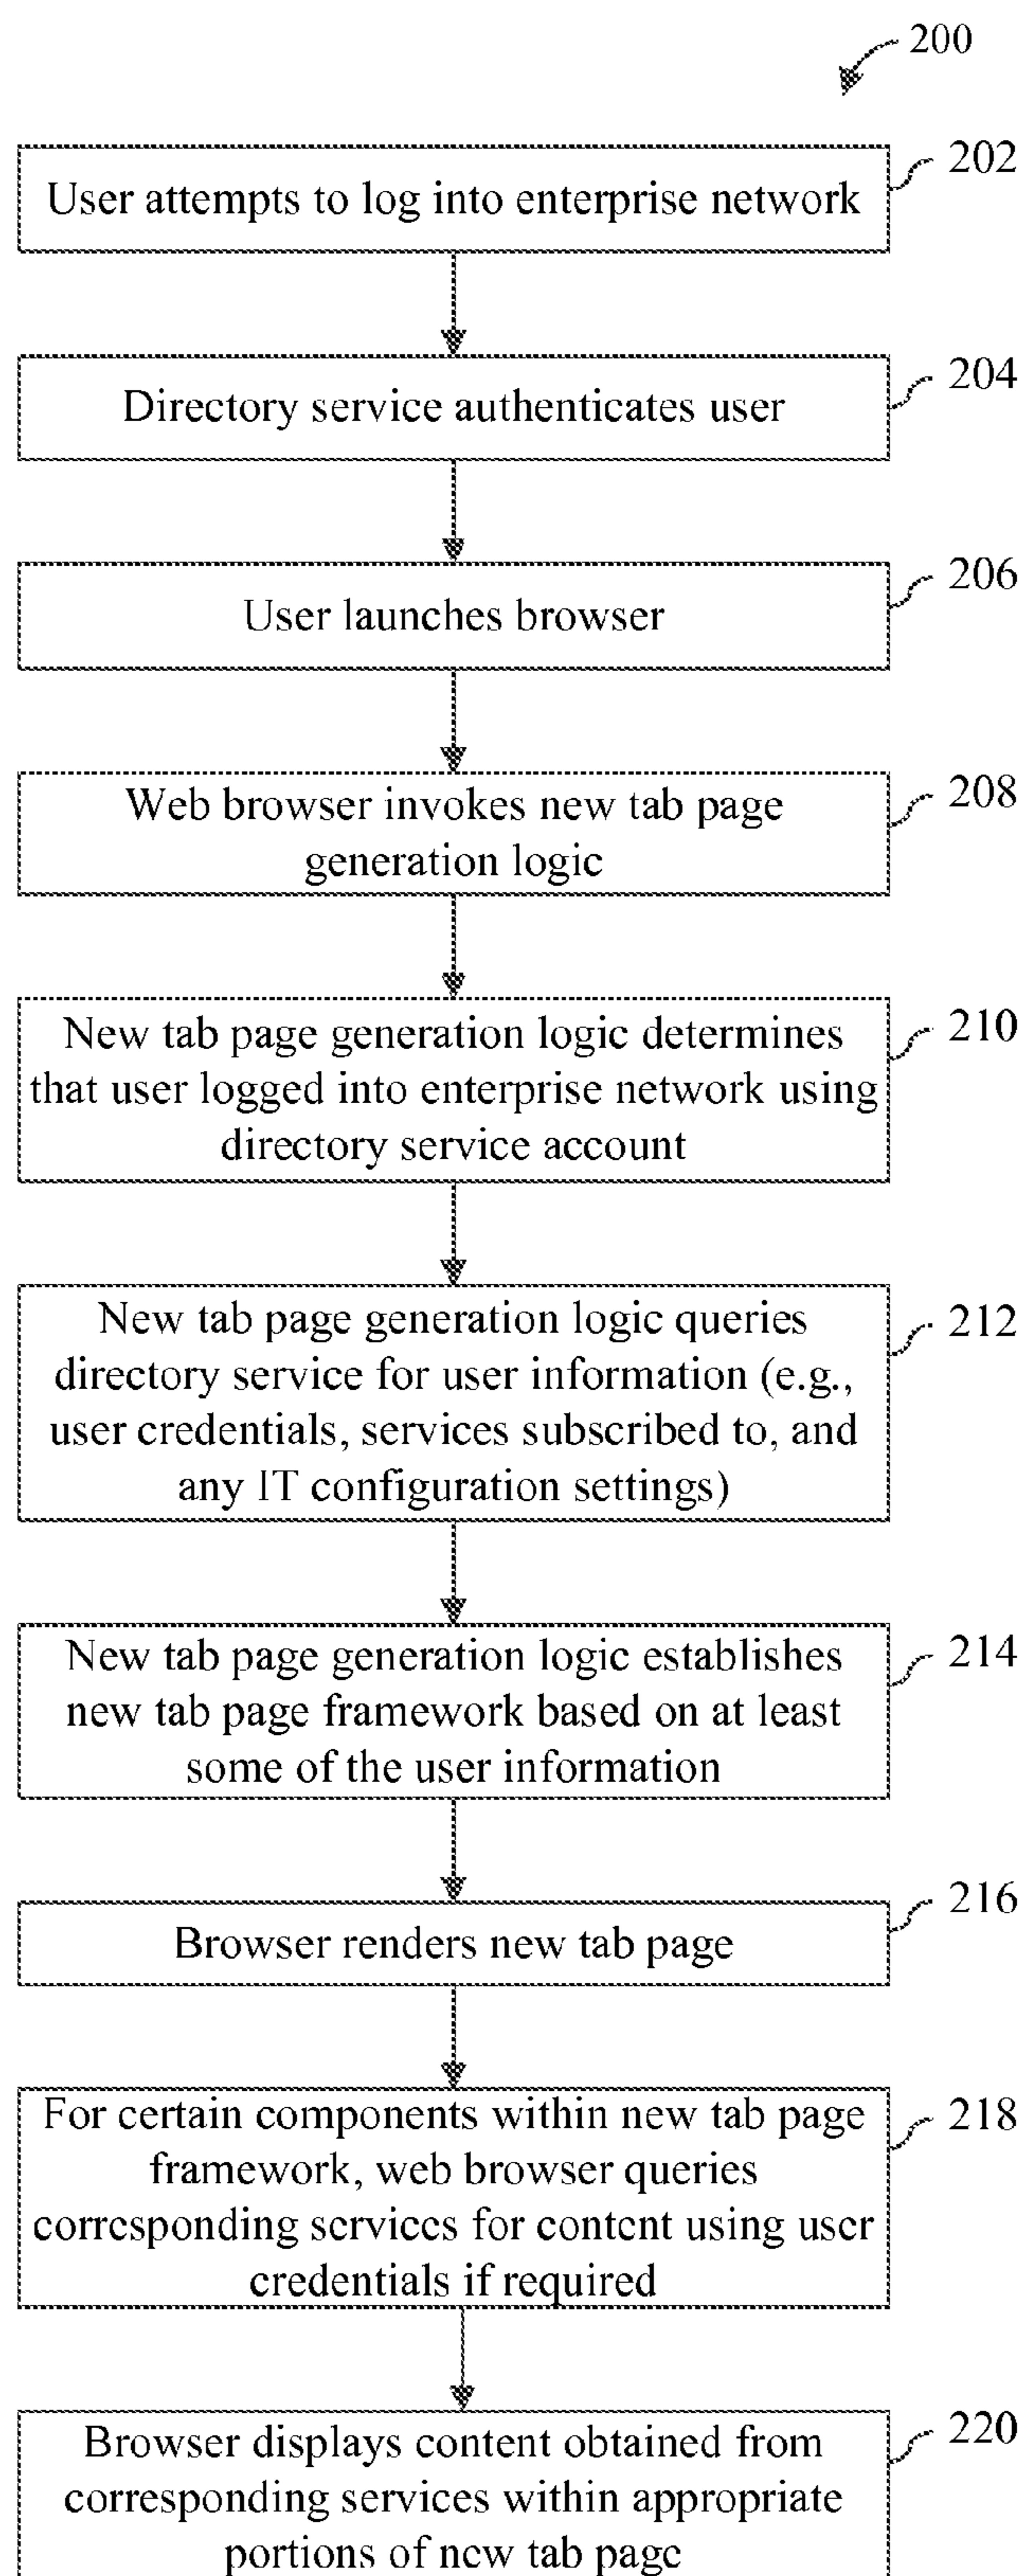 200
202
User attempts to log into enterprise network
204
Directory service authenticates user
206
User launches browser
208
Web browser invokes new tab page
generation logic
210
New tab page generation logic determines
that user logged into enterprise network using
directory service account
212
New tab page generation logic queries
directory service for user information (e.g.,
user credentials, services subscribed to, and
any IT configuration settings)
214
New tab page generation logic establishes
new tab page framework based on at least
some of the user information
216
Browser renders new tab page
218
For certain components within new tab page
framework, web browser queries
corresponding services for content using user
credentials if required
220
Browser displays content obtained from
corresponding services within appropriate
portions of new tab page